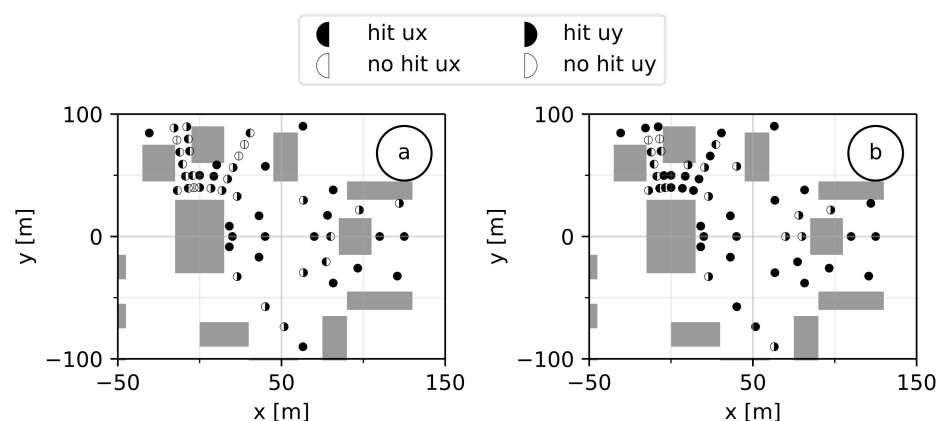 hit ux hit uy
no hit ux no hit uy
100 a 100 b
y [m] 0 y [m] 0
−100 −100
−50 50 150 −50 50 150
x [m] x [m]